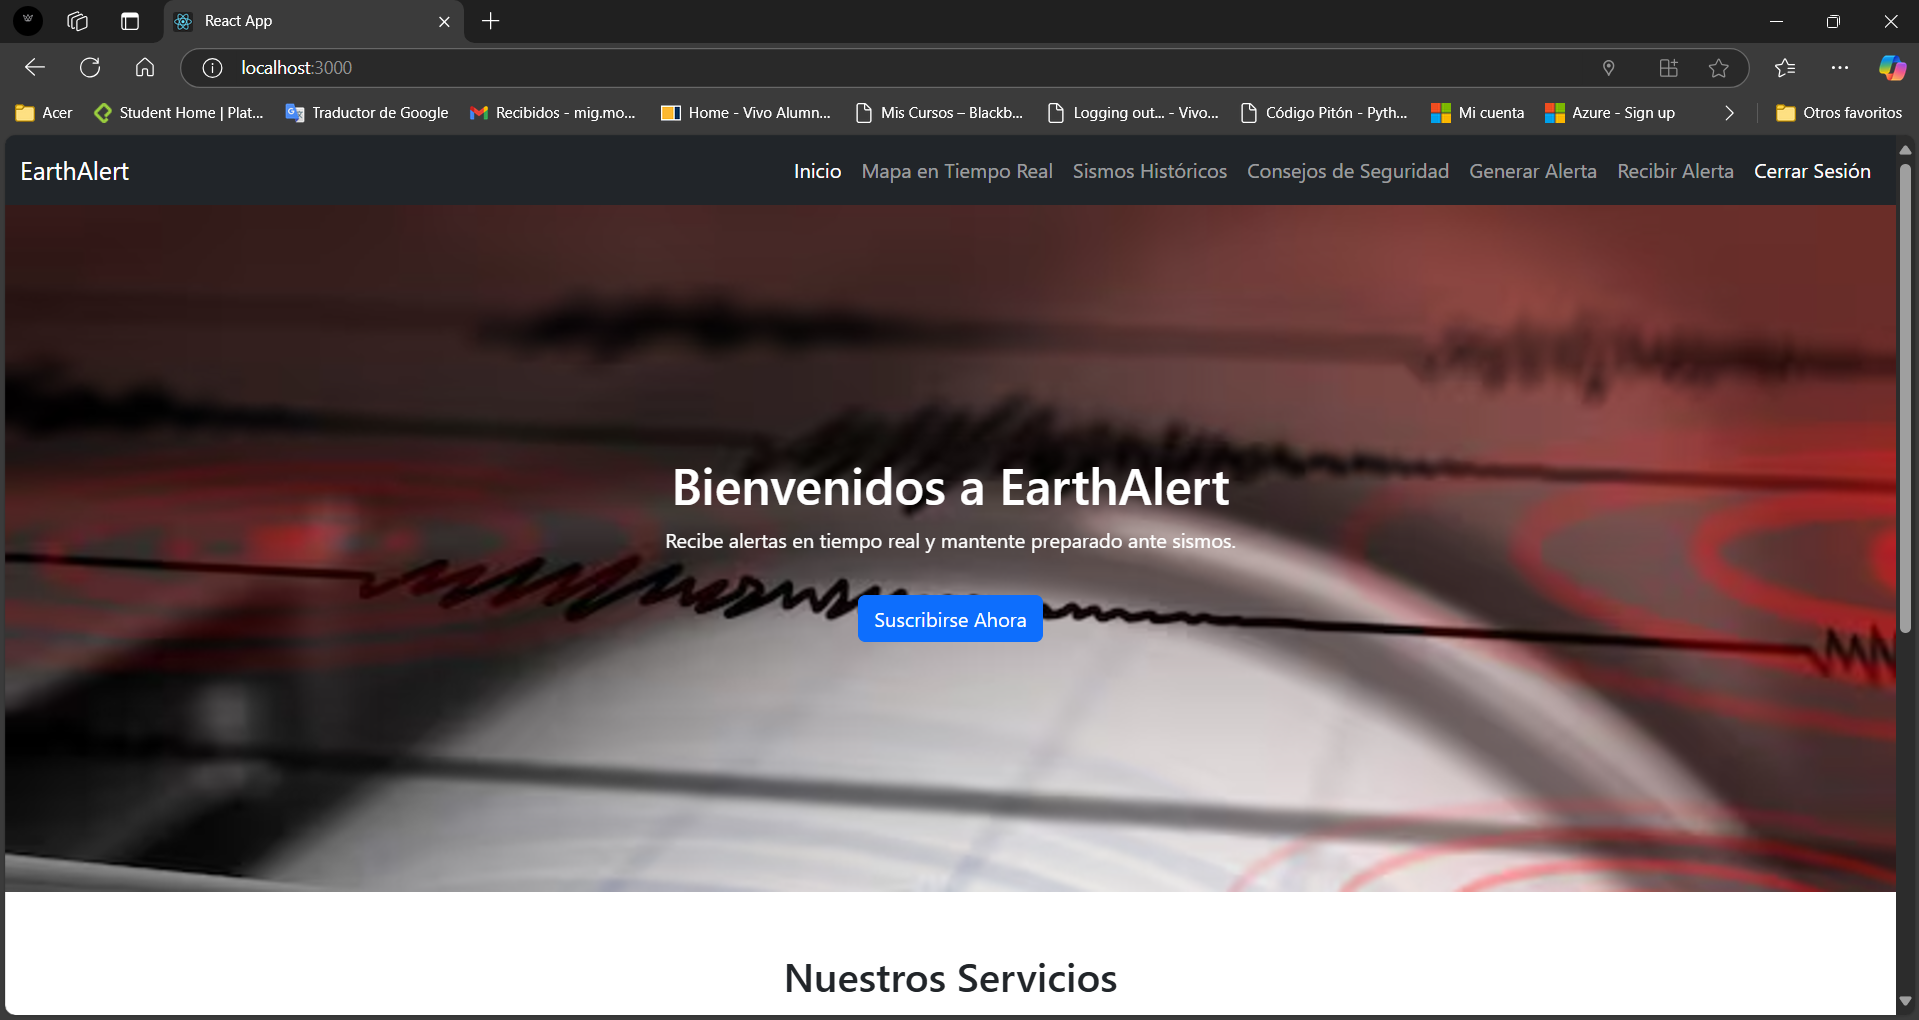 React App
localhost:3000
Acer Student Home | Plat... Traductor de Google Recibidos - mig.mo... Home - Vivo Alumn... Mis Cursos – Blackb... Logging out... - Vivo... Código Pitón - Pyth... Mi cuenta Azure - Sign up Otros favoritos
EarthAlert Inicio Mapa en Tiempo Real Sismos Históricos Consejos de Seguridad Generar Alerta Recibir Alerta Cerrar Sesión
Bienvenidos a EarthAlert
Recibe alertas en tiempo real y mantente preparado ante sismos.
Suscribirse Ahora
Nuestros Servicios